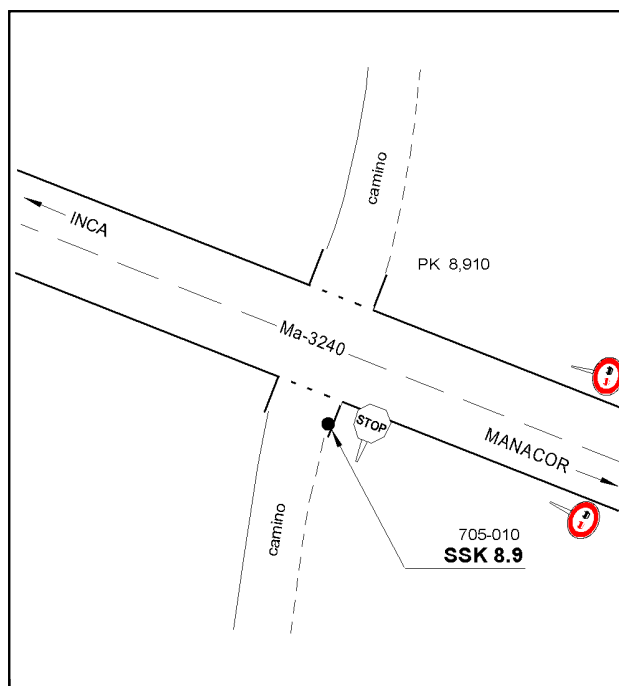 camino
INCA
PK 8,910
Ma-3240
STOP
MANACOR
camino
705-010
SSK 8.9